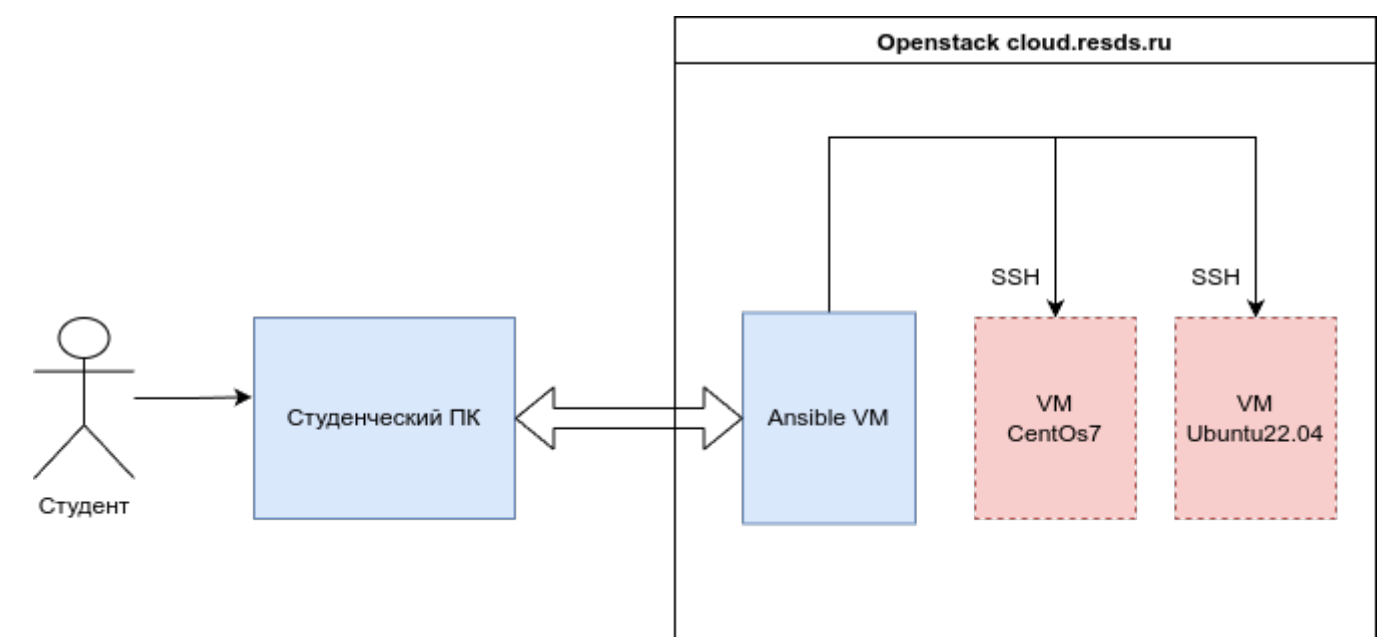 Openstack cloud.resds.ru
SSH
SSH
Студенческий ПК
Ansible VM
VM
CentOs7
VM
Ubuntu22.04
Студент